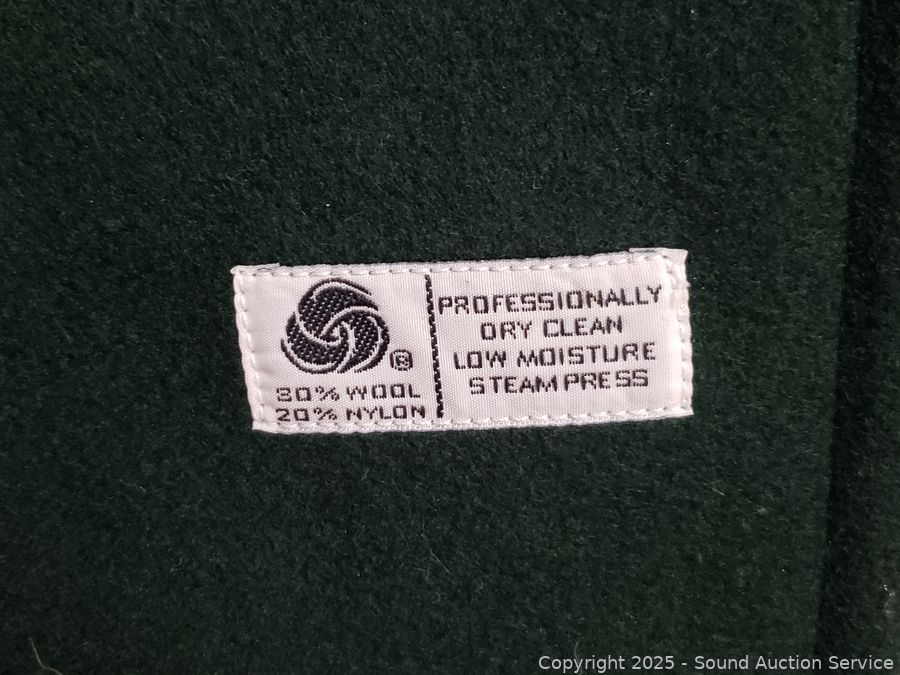 ®
80% WOOL
20% NYLON
PROFESSIONALLY
DRY CLEAN
LOW MOISTURE
STEAM PRESS
Copyright 2025 - Sound Auction Service